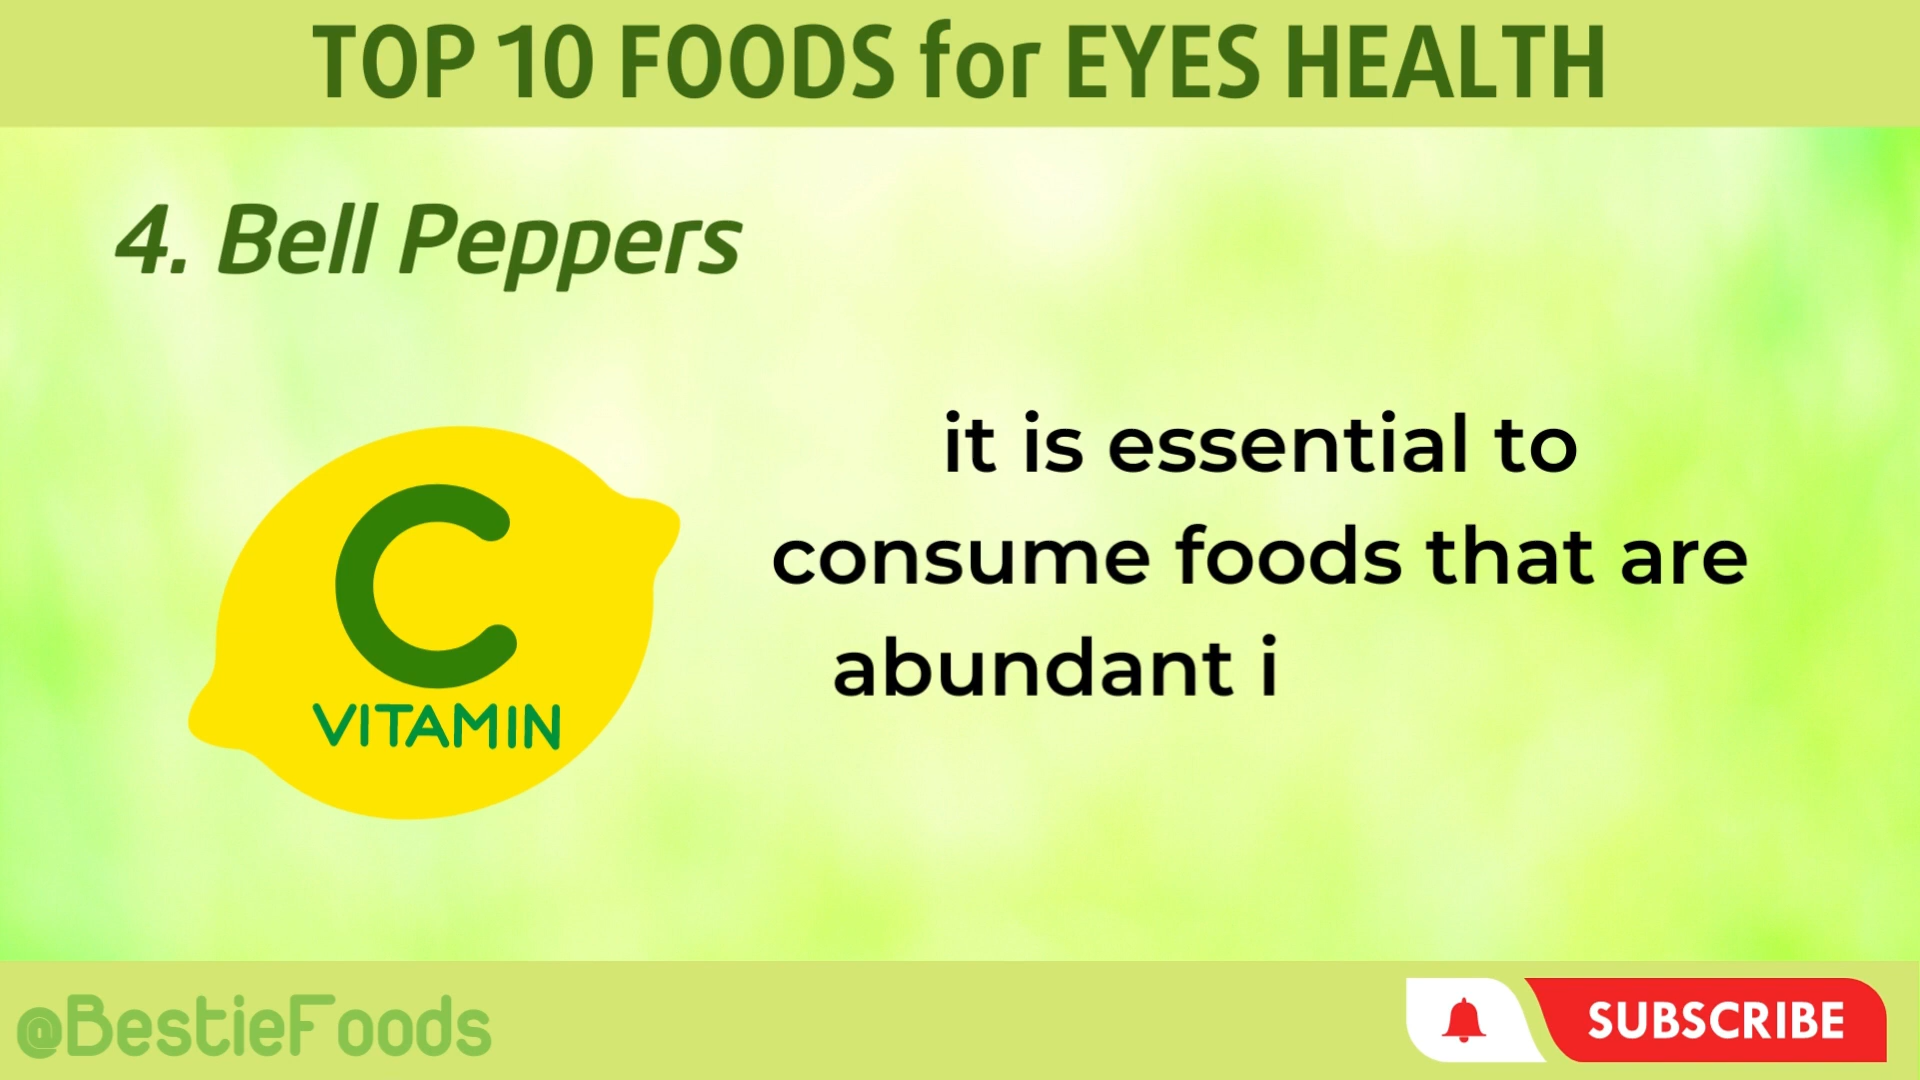 TOP 10 FOODS for EYES HEALTH
4. Bell Peppers
it is essential to
consume foods that are
abundant i
C
VITAMIN
@BestieFoods
SUBSCRIBE